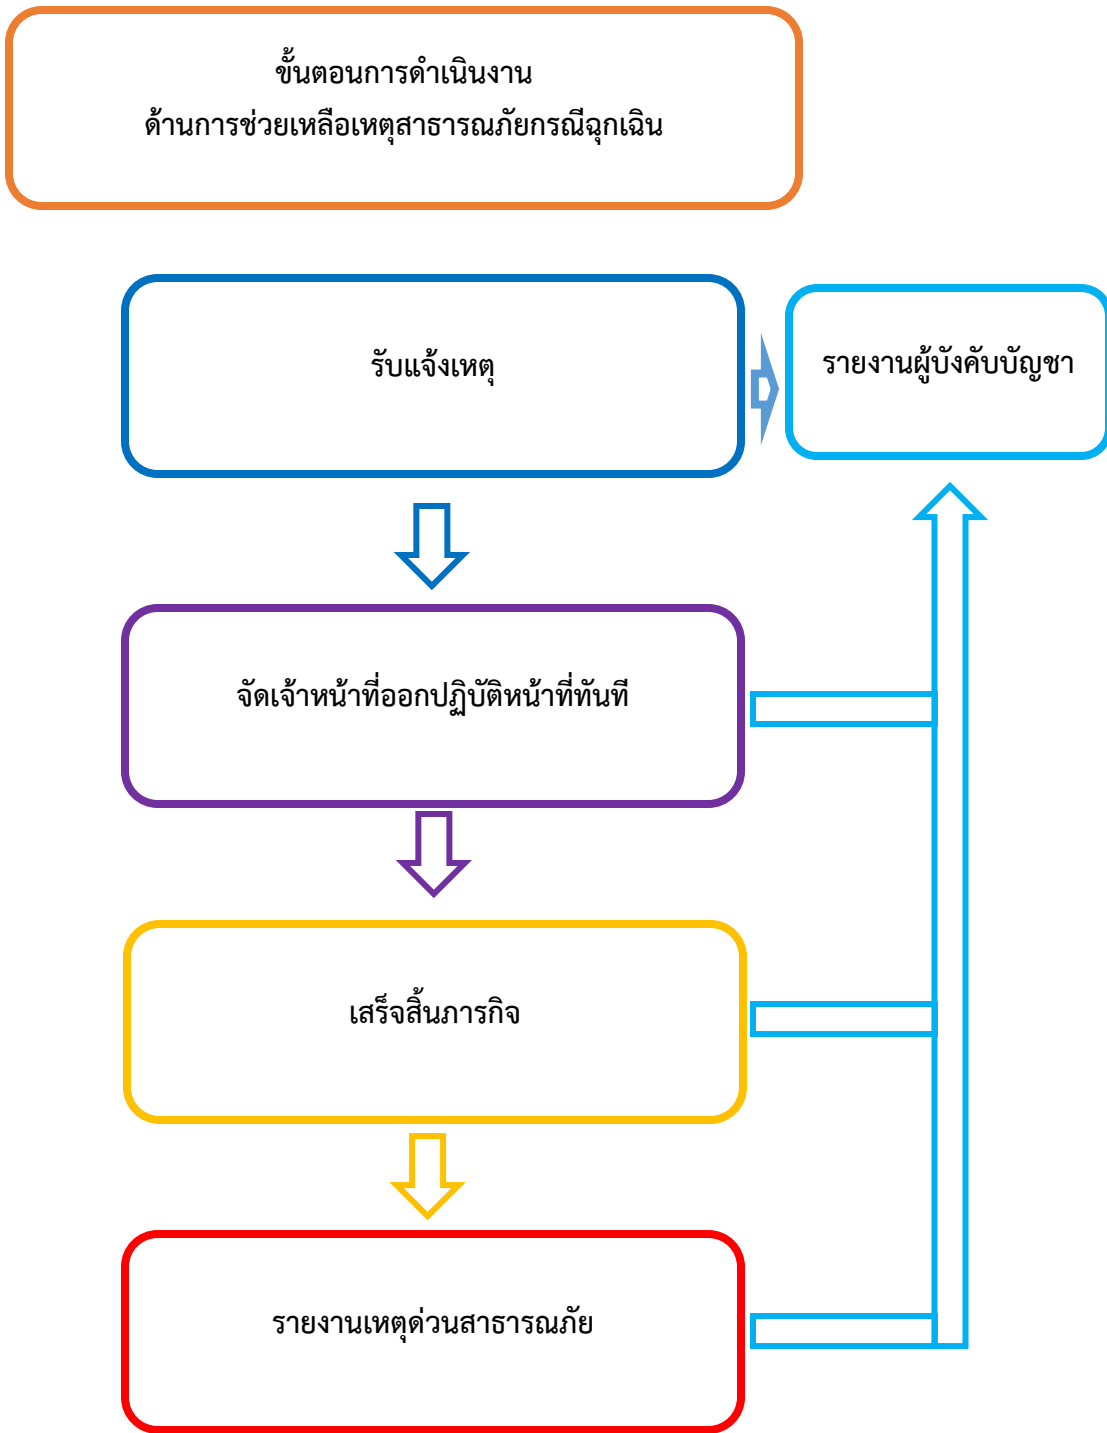 ขั้นตอนการดำเนินงาน
ด้านการช่วยเหลือเหตุสาธารณภัยกรณีฉุกเฉิน
รับแจ้งเหตุ
รายงานผู้บังคับบัญชา
จัดเจ้าหน้าที่ออกปฏิบัติหน้าที่ทันที
เสร็จสิ้นภารกิจ
รายงานเหตุด่วนสาธารณภัย